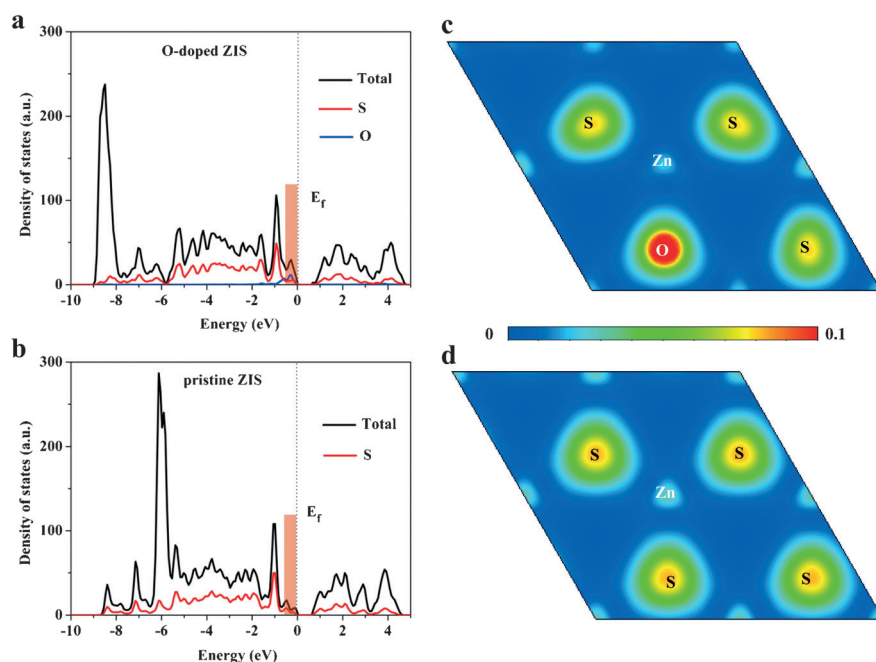 a
300
O-doped ZIS
Total
S
O
200
100
0
E_f
Density of states (a.u.)
-10 -8 -6 -4 -2 0 2 4
Energy (eV)
b
300
pristine ZIS
Total
S
200
100
0
E_f
Density of states (a.u.)
-10 -8 -6 -4 -2 0 2 4
Energy (eV)
c
S S
Zn
O S
0 0.1
d
S S
Zn
S S